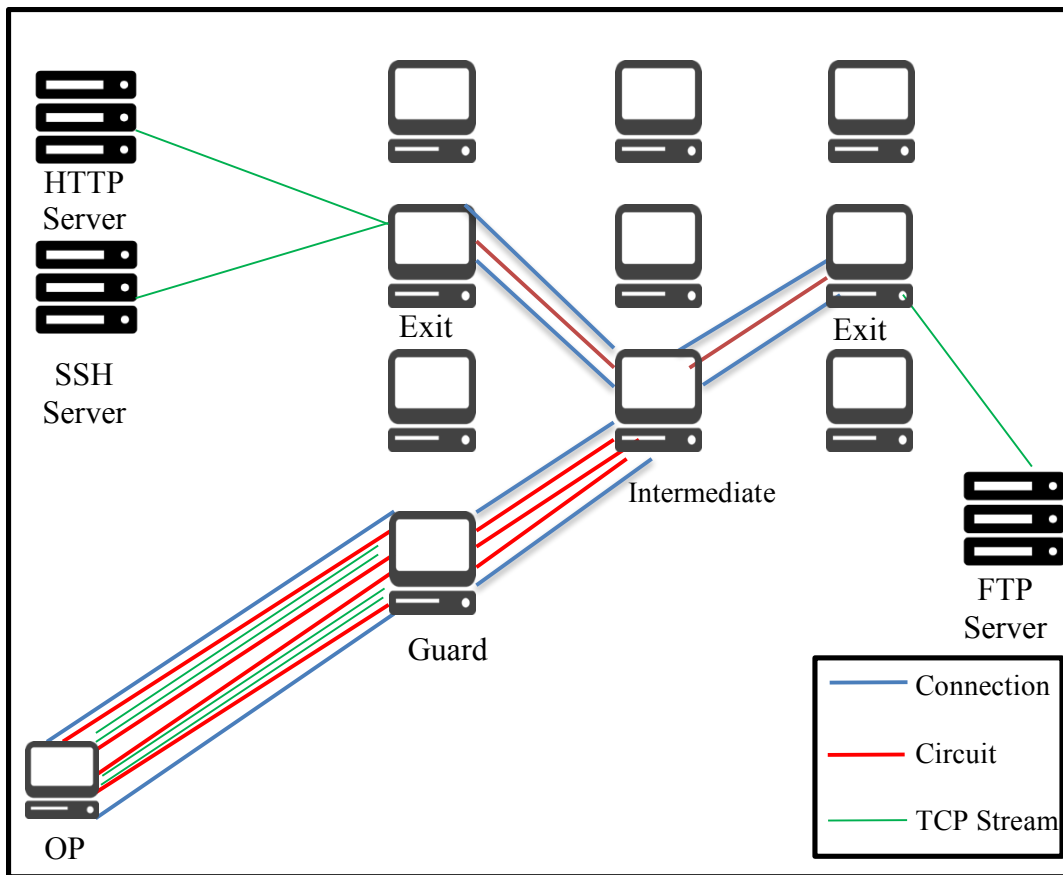 HTTP
Server
SSH
Server
Exit
Exit
Intermediate
Guard
OP
FTP
Server
Connection
Circuit
TCP Stream